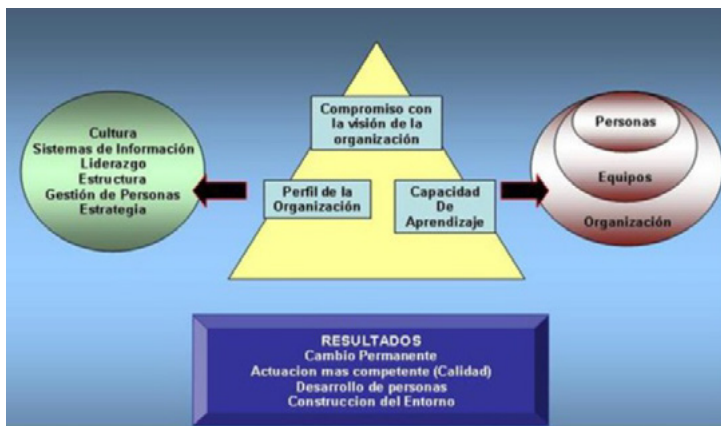 Compromiso con
la visión de la
organización
Cultura
Sistemas de Información
Liderazgo
Estructura
Gestión de Personas
Estrategia
Perfil de la
Organización
Capacidad
De
Aprendizaje
Personas
Equipos
Organización
RESULTADOS
Cambio Permanente
Actuacion mas competente (Calidad)
Desarrollo de personas
Construccion del Entorno